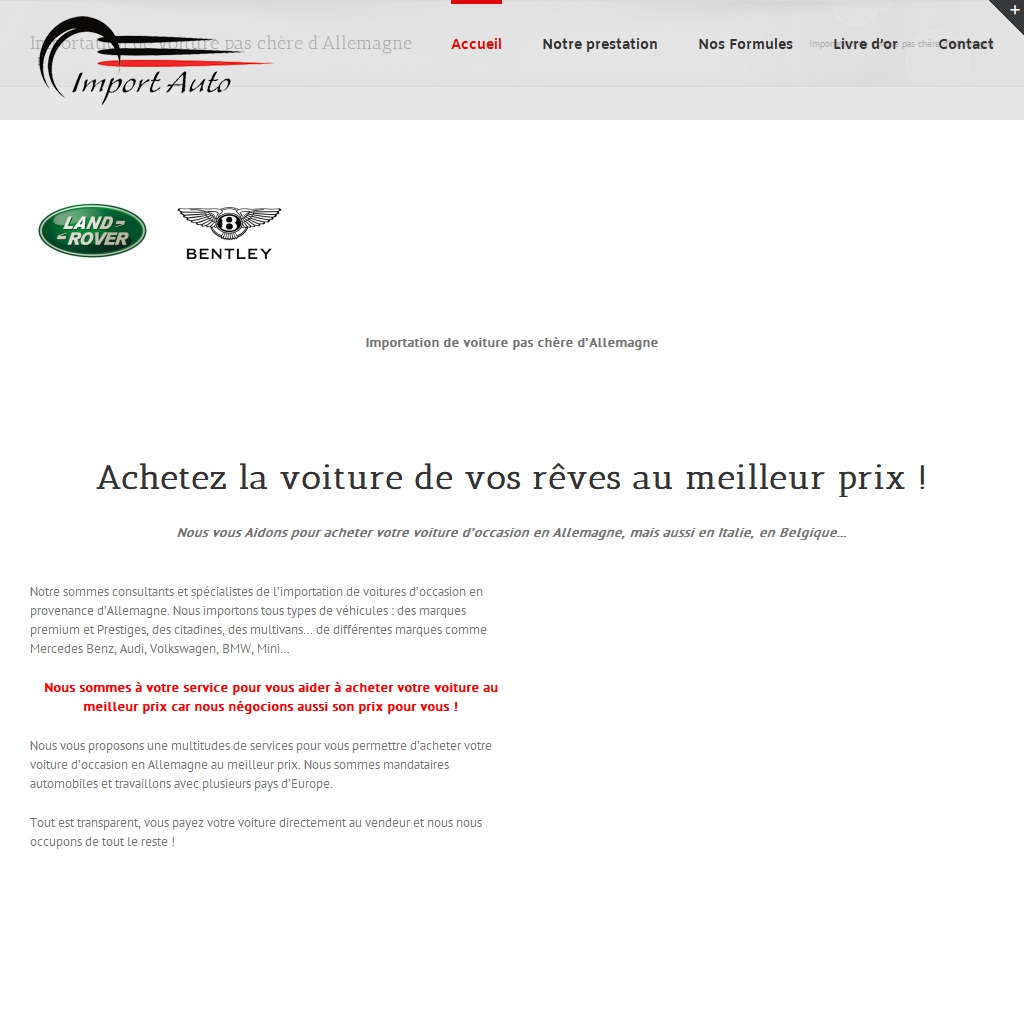 Importation de voiture pas chère d'Allemagne
Import Auto
Accueil
Notre prestation
Nos Formules
Livre d'or
Contact
+
LAND-
-ROVER
B
BENTLEY
Importation de voiture pas chère d'Allemagne
Achetez la voiture de vos rêves au meilleur prix !
Nous vous Aidons pour acheter votre voiture d'occasion en Allemagne, mais aussi en Italie, en Belgique...
Notre sommes consultants et spécialistes de l'importation de voitures d'occasion en
provenance d'Allemagne. Nous importons tous types de véhicules : des marques
premium et Prestiges, des citadines, des multivans... de différentes marques comme
Mercedes Benz, Audi, Volkswagen, BMW, Mini...
Nous sommes à votre service pour vous aider à acheter votre voiture au
meilleur prix car nous négocions aussi son prix pour vous !
Nous vous proposons une multitudes de services pour vous permettre d'acheter votre
voiture d'occasion en Allemagne au meilleur prix. Nous sommes mandataires
automobiles et travaillons avec plusieurs pays d'Europe.
Tout est transparent, vous payez votre voiture directement au vendeur et nous nous
occupons de tout le reste !